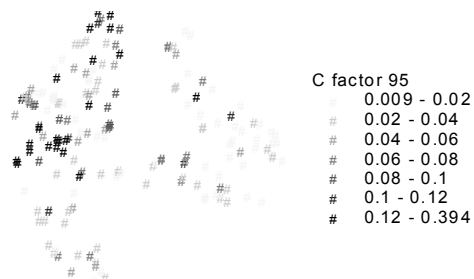 C factor 95
# 0.009 - 0.02
# 0.02 - 0.04
# 0.04 - 0.06
# 0.06 - 0.08
# 0.08 - 0.1
# 0.1 - 0.12
# 0.12 - 0.394